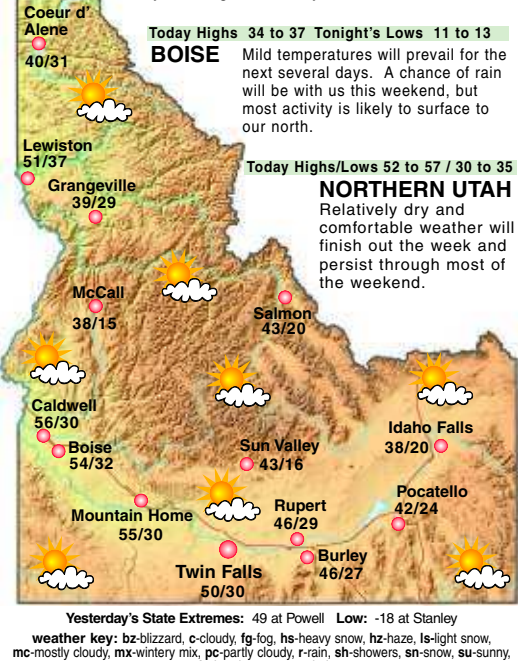 Coeur d'
Alene
40/31
Today Highs 34 to 37 Tonight's Lows 11 to 13
BOISE
Mild temperatures will prevail for the
next several days. A chance of rain
will be with us this weekend, but
most activity is likely to surface to
our north.
Lewiston
51/37
Grangeville
39/29
Today Highs/Lows 52 to 57 / 30 to 35
NORTHERN UTAH
Relatively dry and
comfortable weather will
finish out the week and
persist through most of
the weekend.
McCall
38/15
Salmon
43/20
Caldwell
56/30
Boise
54/32
Sun Valley
43/16
Idaho Falls
38/20
Mountain Home
55/30
Rupert
46/29
Pocatello
42/24
Twin Falls
50/30
Burley
46/27
Yesterday's State Extremes: 49 at Powell Low: -18 at Stanley
weather key: bz-blizzard, c-cloudy, fg-fog, hs-heavy snow, hz-haze, ls-light snow,
mc-mostly cloudy, mx-wintery mix, pc-partly cloudy, r-rain, sh-showers, sn-snow, su-sunny,